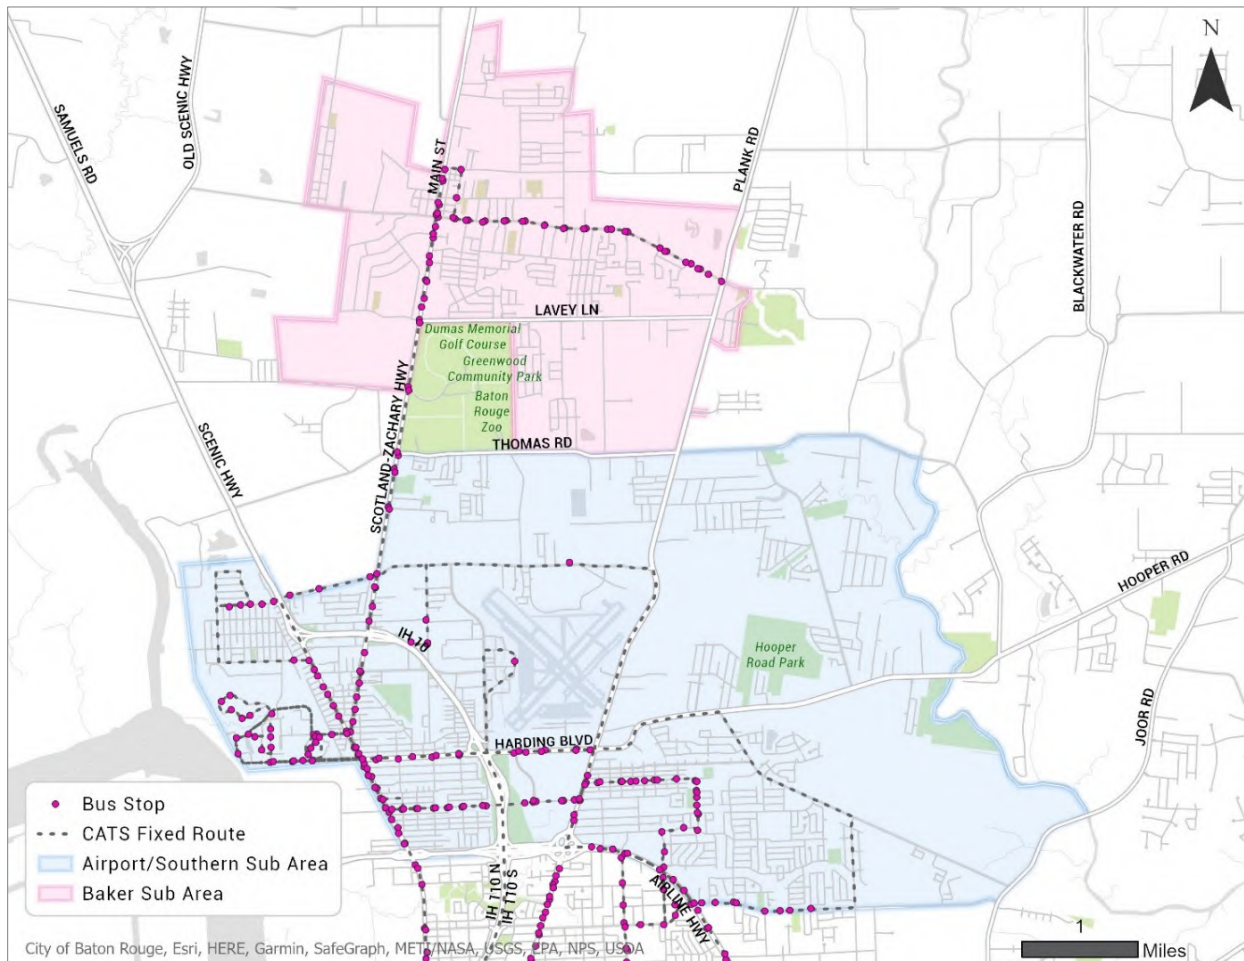 N
OLD SCENIC HWY
SAMUELS RD
MAIN ST
PLANK RD
BLACKWATER RD
LAVEY LN
Dumas Memorial
Golf Course
Greenwood
Community Park
Baton
Rouge
Zoo
THOMAS RD
SCENIC HWY
SCOTLAND-ZACHARY HWY
HOOPER RD
IH 10
Hooper
Road Park
JOOR RD
HARDING BLVD
Bus Stop
CATS Fixed Route
Airport/Southern Sub Area
Baker Sub Area
IH 110 N
IH 110 S
AIRLINE HWY
1
Miles
City of Baton Rouge, Esri, HERE, Garmin, SafeGraph, METI/NASA, USGS, EPA, NPS, USDA